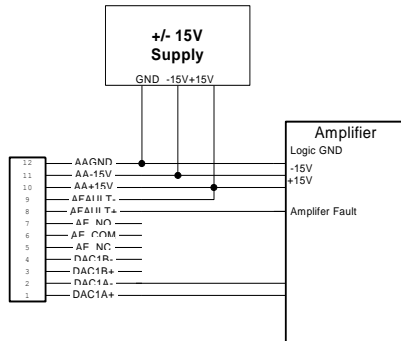 +/- 15V
Supply
GND -15V+15V
Amplifier
Logic GND
-15V
+15V
Amplifer Fault
12 AAGND
11 AA-15V
10 AA+15V
9 AFAULT-
8 AFAULT+
7 AF_NO
6 AF_COM
5 AF_NC
4 DAC1B-
3 DAC1B+
2 DAC1A-
1 DAC1A+